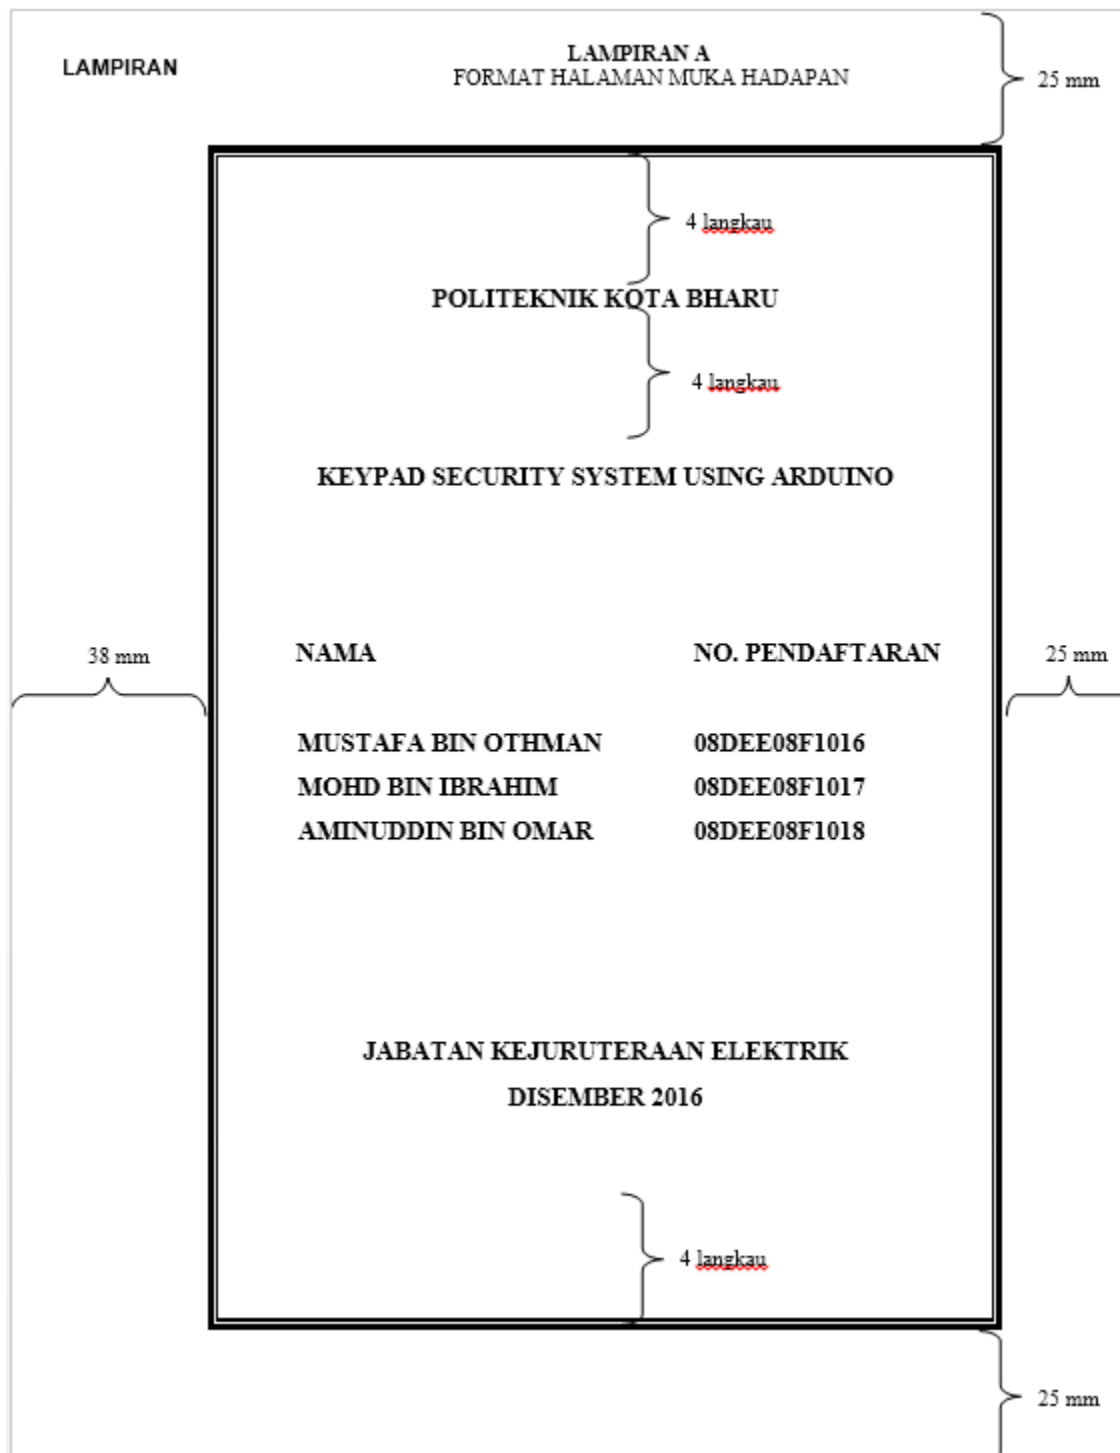 LAMPIRAN
LAMPIRAN A
FORMAT HALAMAN MUKA HADAPAN
25 mm
4 langkau
POLITEKNIK KOTA BHARU
4 langkau
KEYPAD SECURITY SYSTEM USING ARDUINO
38 mm
NAMA NO. PENDAFTARAN
25 mm
MUSTAFA BIN OTHMAN 08DEE08F1016
MOHD BIN IBRAHIM 08DEE08F1017
AMINUDDIN BIN OMAR 08DEE08F1018
JABATAN KEJURUTERAAN ELEKTRIK
DISEMBER 2016
4 langkau
25 mm